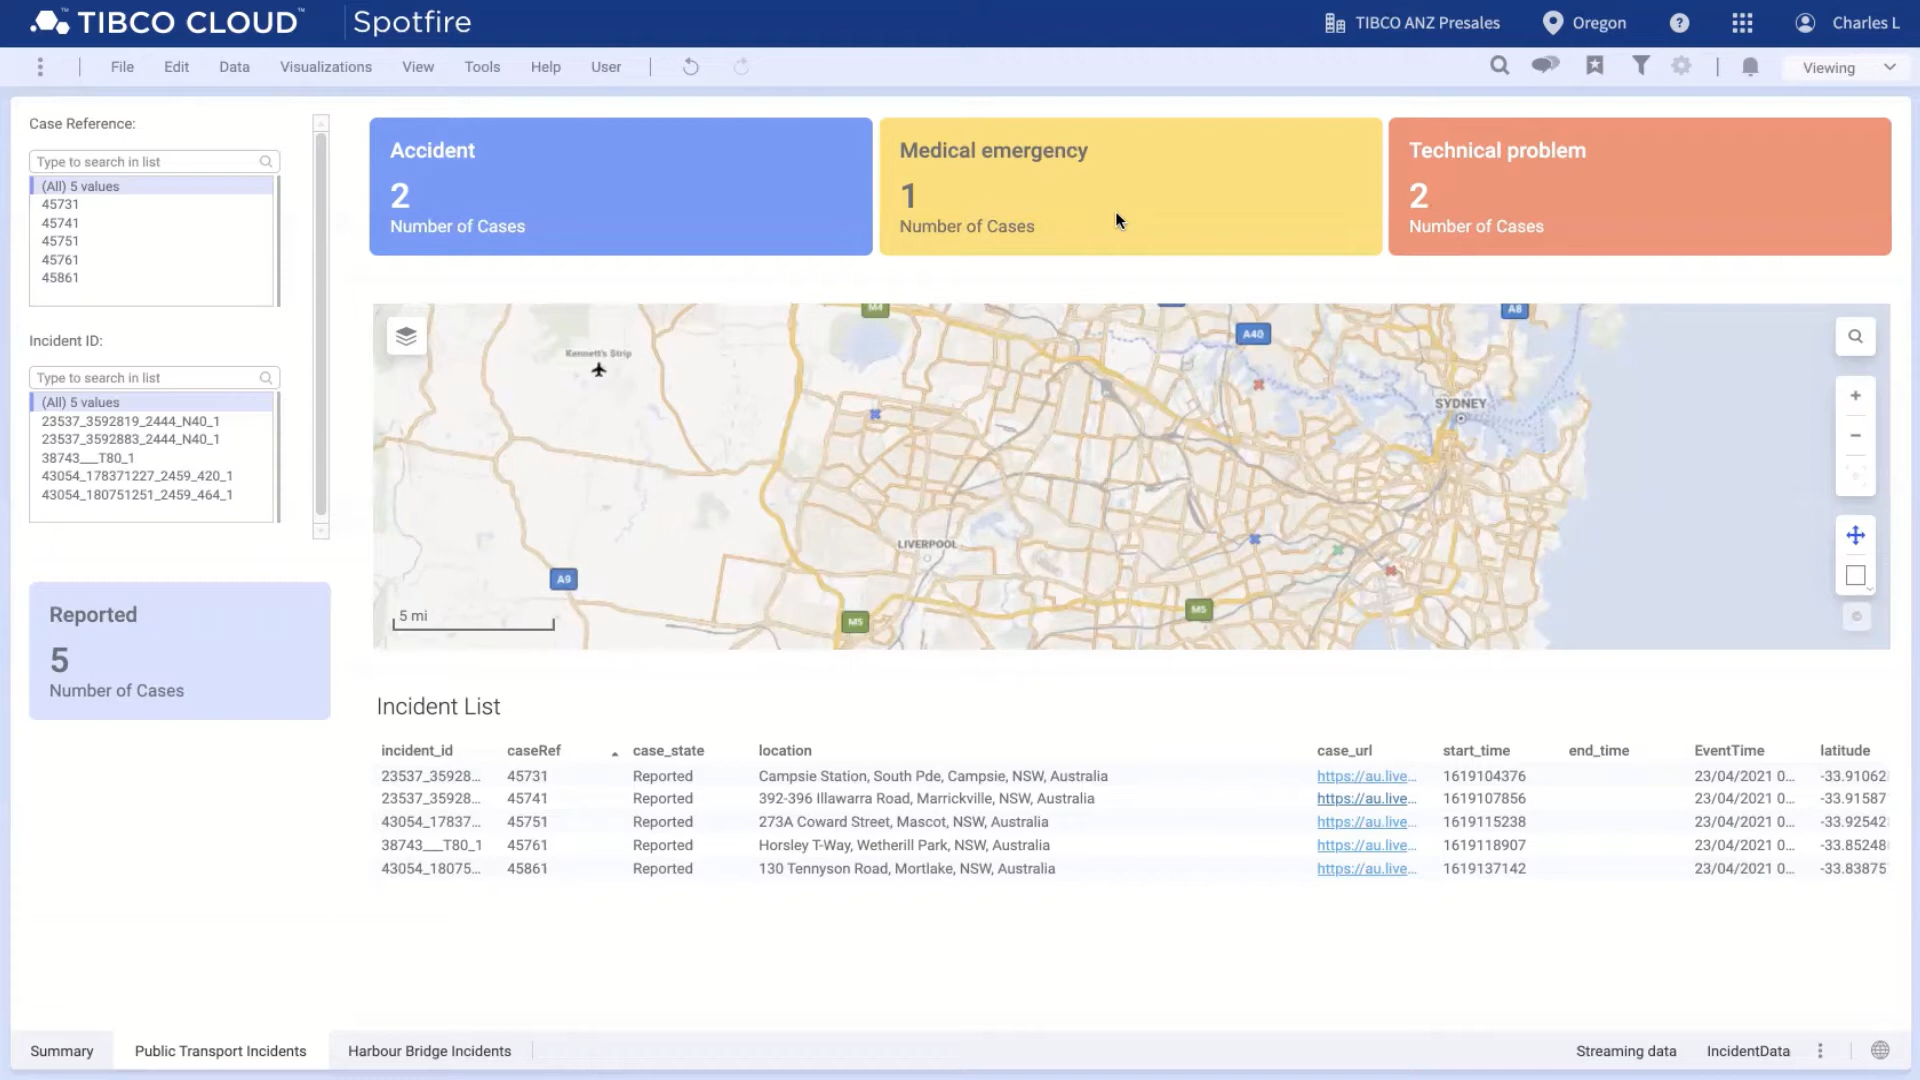 TIBCO CLOUD™ Spotfire TIBCO ANZ Presales Oregon ? Charles L
File Edit Data Visualizations View Tools Help User Viewing
Case Reference:
Type to search in list
(All) 5 values
45731
45741
45751
45761
45861
Incident ID:
Type to search in list
(All) 5 values
23537_3592819_2444_N40_1
23537_3592883_2444_N40_1
38743___T80_1
43054_178371227_2459_420_1
43054_180751251_2459_464_1
Reported
5
Number of Cases
Accident
2
Number of Cases
Medical emergency
1
Number of Cases
Technical problem
2
Number of Cases
M4
A8
A40
Kennett's Strip
SYDNEY
LIVERPOOL
A9
M5
M5
5 mi
+
−
Incident List
incident_id caseRef case_state location case_url start_time end_time EventTime latitude
23537_35928... 45731 Reported Campsie Station, South Pde, Campsie, NSW, Australia https://au.live... 1619104376 23/04/2021 0... -33.91062
23537_35928... 45741 Reported 392-396 Illawarra Road, Marrickville, NSW, Australia https://au.live... 1619107856 23/04/2021 0... -33.91587
43054_17837... 45751 Reported 273A Coward Street, Mascot, NSW, Australia https://au.live... 1619115238 23/04/2021 0... -33.92542
38743___T80_1 45761 Reported Horsley T-Way, Wetherill Park, NSW, Australia https://au.live... 1619118907 23/04/2021 0... -33.85248
43054_18075... 45861 Reported 130 Tennyson Road, Mortlake, NSW, Australia https://au.live... 1619137142 23/04/2021 0... -33.83875
Summary Public Transport Incidents Harbour Bridge Incidents Streaming data IncidentData